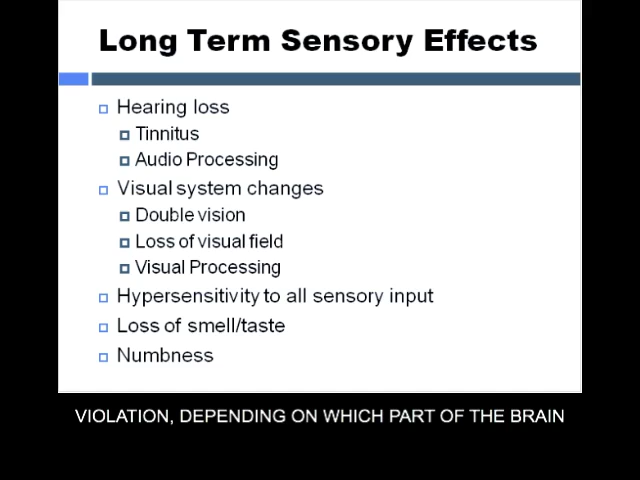 Long Term Sensory Effects
Hearing loss
Tinnitus
Audio Processing
Visual system changes
Double vision
Loss of visual field
Visual Processing
Hypersensitivity to all sensory input
Loss of smell/taste
Numbness
VIOLATION, DEPENDING ON WHICH PART OF THE BRAIN